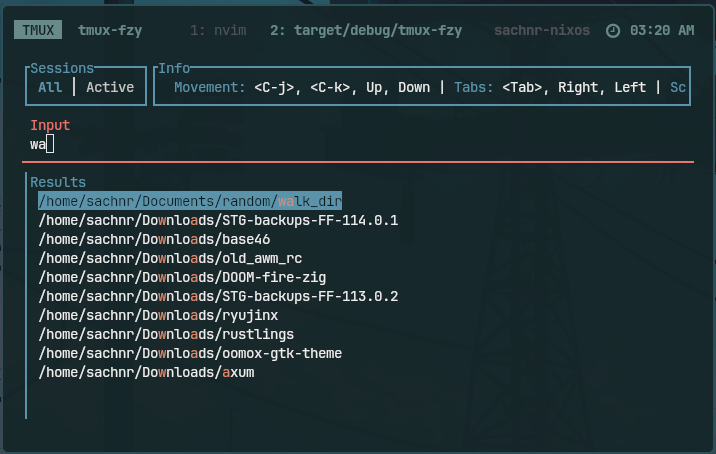 TMUX tmux-fzy 1: nvim 2: target/debug/tmux-fzy sachnr-nixos 03:20 AM
Sessions Info
All | Active Movement: <C-j>, <C-k>, Up, Down | Tabs: <Tab>, Right, Left | Sc
Input
wa
Results
/home/sachnr/Documents/random/walk_dir
/home/sachnr/Downloads/STG-backups-FF-114.0.1
/home/sachnr/Downloads/base46
/home/sachnr/Downloads/old_awm_rc
/home/sachnr/Downloads/DOOM-fire-zig
/home/sachnr/Downloads/STG-backups-FF-113.0.2
/home/sachnr/Downloads/ryujinx
/home/sachnr/Downloads/rustlings
/home/sachnr/Downloads/oomox-gtk-theme
/home/sachnr/Downloads/axum